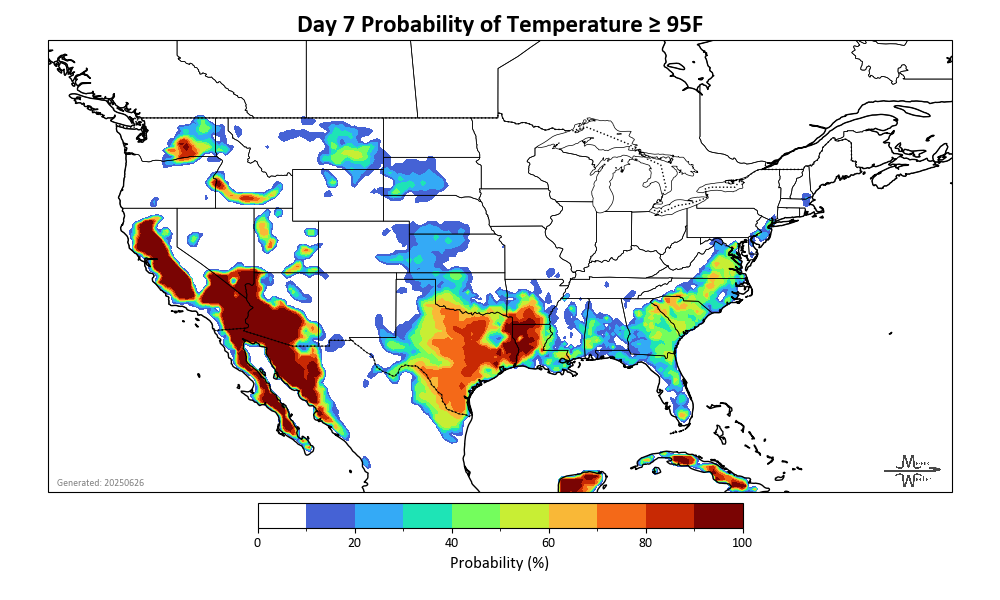 Day 7 Probability of Temperature ≥ 95F
Generated: 20250626
M
W
0 20 40 60 80 100
Probability (%)